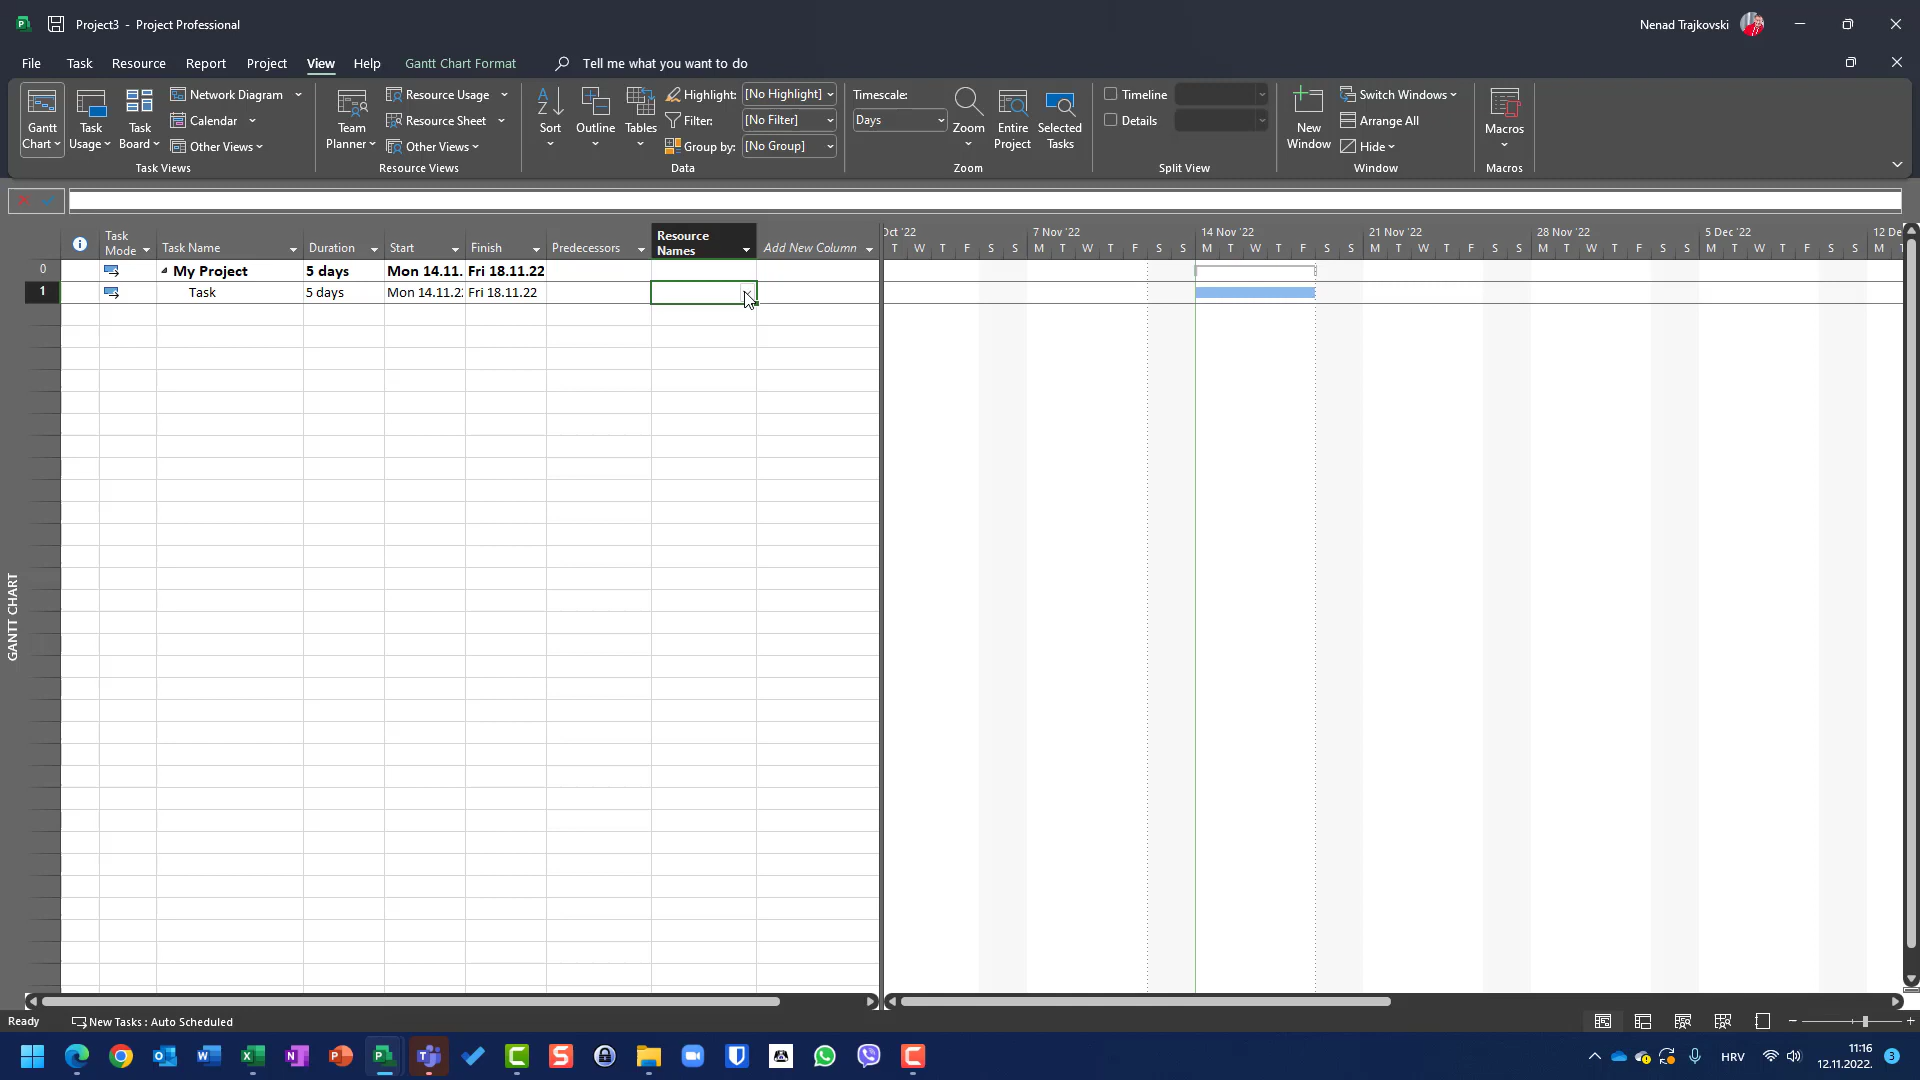 Project3 - Project Professional
Nenad Trajkovski
File Task Resource Report Project View Help Gantt Chart Format Tell me what you want to do
Gantt Chart
Task Usage
Task Board
Network Diagram
Calendar
Other Views
Task Views
Team Planner
Resource Usage
Resource Sheet
Other Views
Resource Views
Sort
Outline
Tables
Highlight: [No Highlight]
Filter: [No Filter]
Group by: [No Group]
Data
Timescale:
Days
Zoom
Entire Project
Selected Tasks
Zoom
Timeline
Details
Split View
New Window
Switch Windows
Arrange All
Hide
Window
Macros
Macros
Task Mode Task Name Duration Start Finish Predecessors Resource Names Add New Column
Oct '22 7 Nov '22 14 Nov '22 21 Nov '22 28 Nov '22 5 Dec '22 12 De
T W T F S S M T W T F S S M T W T F S S M T W T F S S M T W T F S S M T W T F S S M
0 My Project 5 days Mon 14.11. Fri 18.11.22
1 Task 5 days Mon 14.11.2 Fri 18.11.22
GANTT CHART
Ready New Tasks : Auto Scheduled
HRV 11:16
12.11.2022. 3